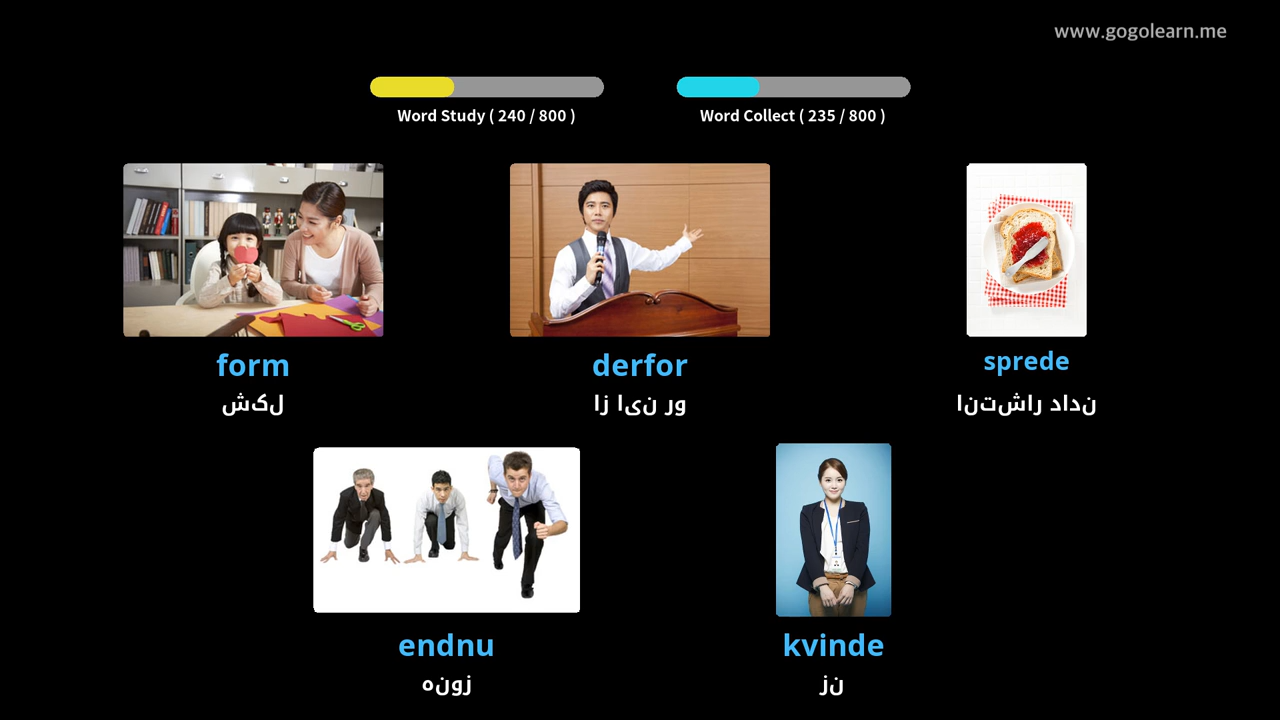 www.gogolearn.me
Word Study ( 240 / 800 )
Word Collect ( 235 / 800 )
form
derfor
sprede
شکل
از این رو
انتشار دادن
endnu
kvinde
هنوز
زن